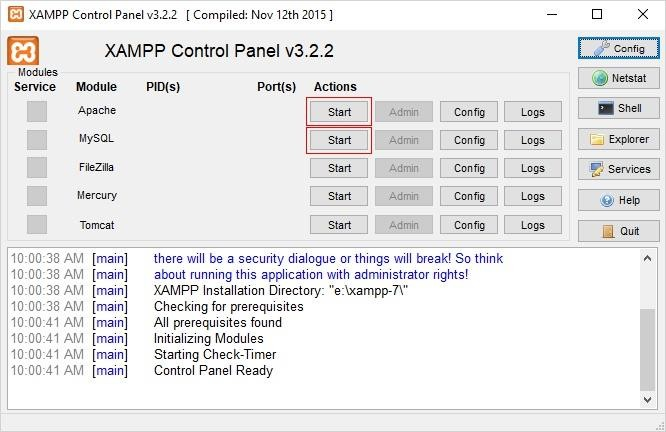 XAMPP Control Panel v3.2.2 [ Compiled: Nov 12th 2015 ]
XAMPP Control Panel v3.2.2
Config
Netstat
Shell
Explorer
Services
Help
Quit
Modules
Service Module PID(s) Port(s) Actions
Apache Start Admin Config Logs
MySQL Start Admin Config Logs
FileZilla Start Admin Config Logs
Mercury Start Admin Config Logs
Tomcat Start Admin Config Logs
10:00:38 AM [main] there will be a security dialogue or things will break! So think
10:00:38 AM [main] about running this application with administrator rights!
10:00:38 AM [main] XAMPP Installation Directory: "e:\xampp-7\"
10:00:38 AM [main] Checking for prerequisites
10:00:41 AM [main] All prerequisites found
10:00:41 AM [main] Initializing Modules
10:00:41 AM [main] Starting Check-Timer
10:00:41 AM [main] Control Panel Ready